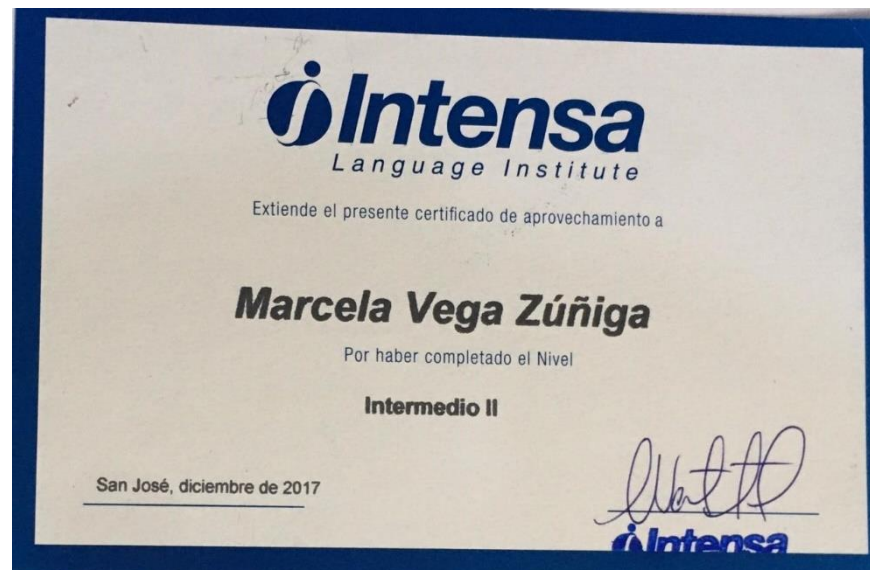 Intensa
Language Institute
Extiende el presente certificado de aprovechamiento a
Marcela Vega Zúñiga
Por haber completado el Nivel
Intermedio II
San José, diciembre de 2017
Intensa